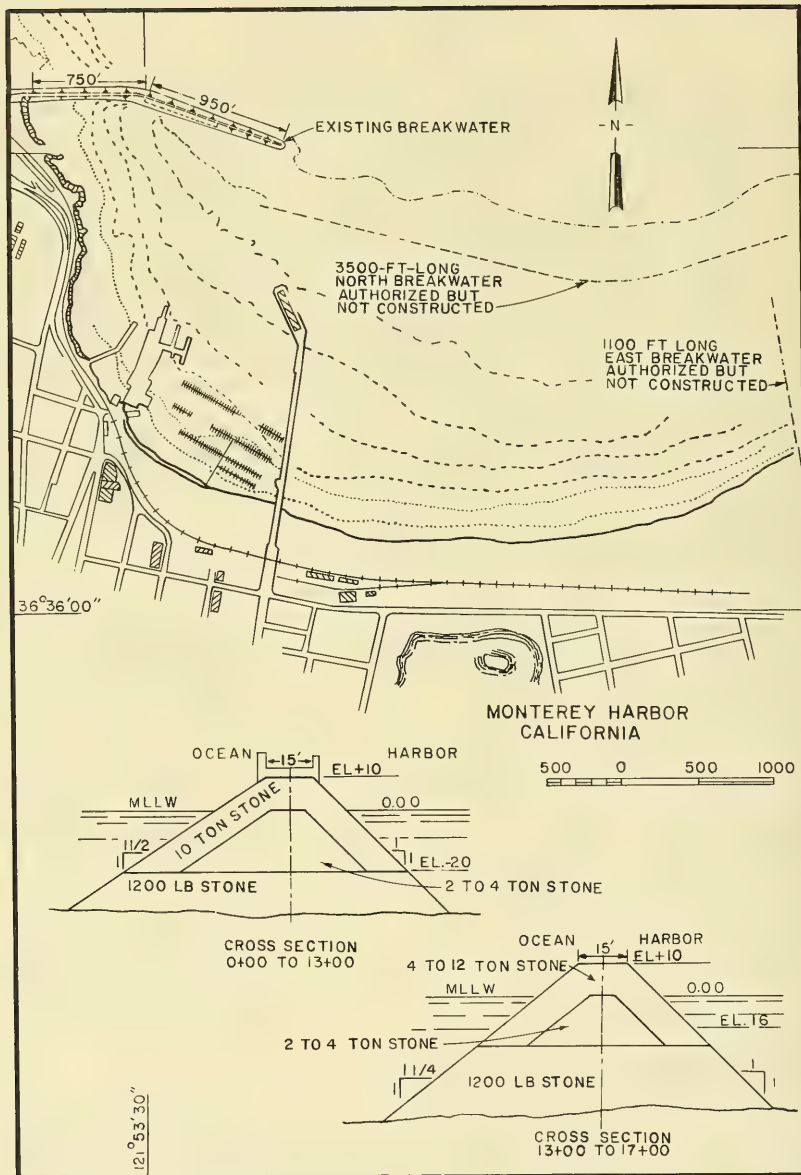 750'
950'
EXISTING BREAKWATER
-N-
3500-FT-LONG
NORTH BREAKWATER
AUTHORIZED BUT
NOT CONSTRUCTED
1100 FT LONG
EAST BREAKWATER
AUTHORIZED BUT
NOT CONSTRUCTED
36°36'00"
MONTEREY HARBOR
CALIFORNIA
500 0 500 1000
OCEAN 15' HARBOR
EL+10
MLLW 0.00
10 TON STONE
1 1/2
1
1
1
EL.-20
1200 LB STONE
2 TO 4 TON STONE
CROSS SECTION
0+00 TO 13+00
OCEAN 15' HARBOR
EL+10
4 TO 12 TON STONE
MLLW 0.00
EL. 16
2 TO 4 TON STONE
1 1/4
1
1
1
1200 LB STONE
CROSS SECTION
13+00 TO 17+00
121°53'30"